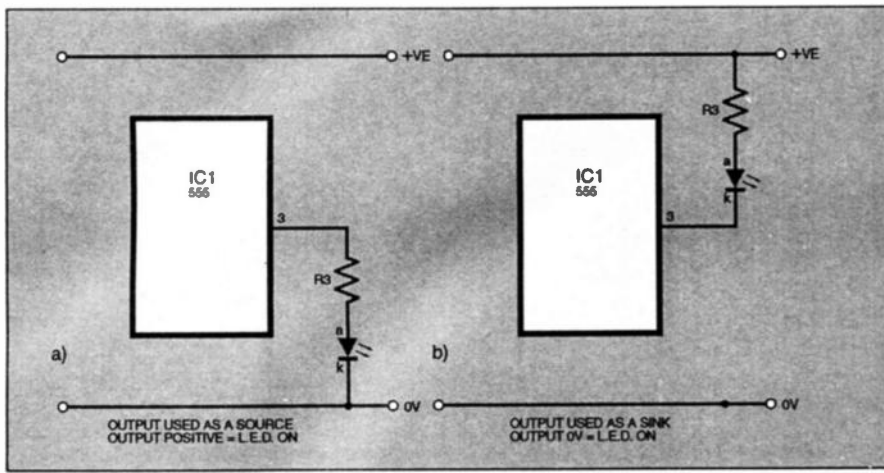 +VE
IC1
555
3
R3
a
k
a)
0V
OUTPUT USED AS A SOURCE
OUTPUT POSITIVE = L.E.D. ON
+VE
R3
a
k
IC1
555
3
b)
0V
OUTPUT USED AS A SINK
OUTPUT 0V = L.E.D. ON